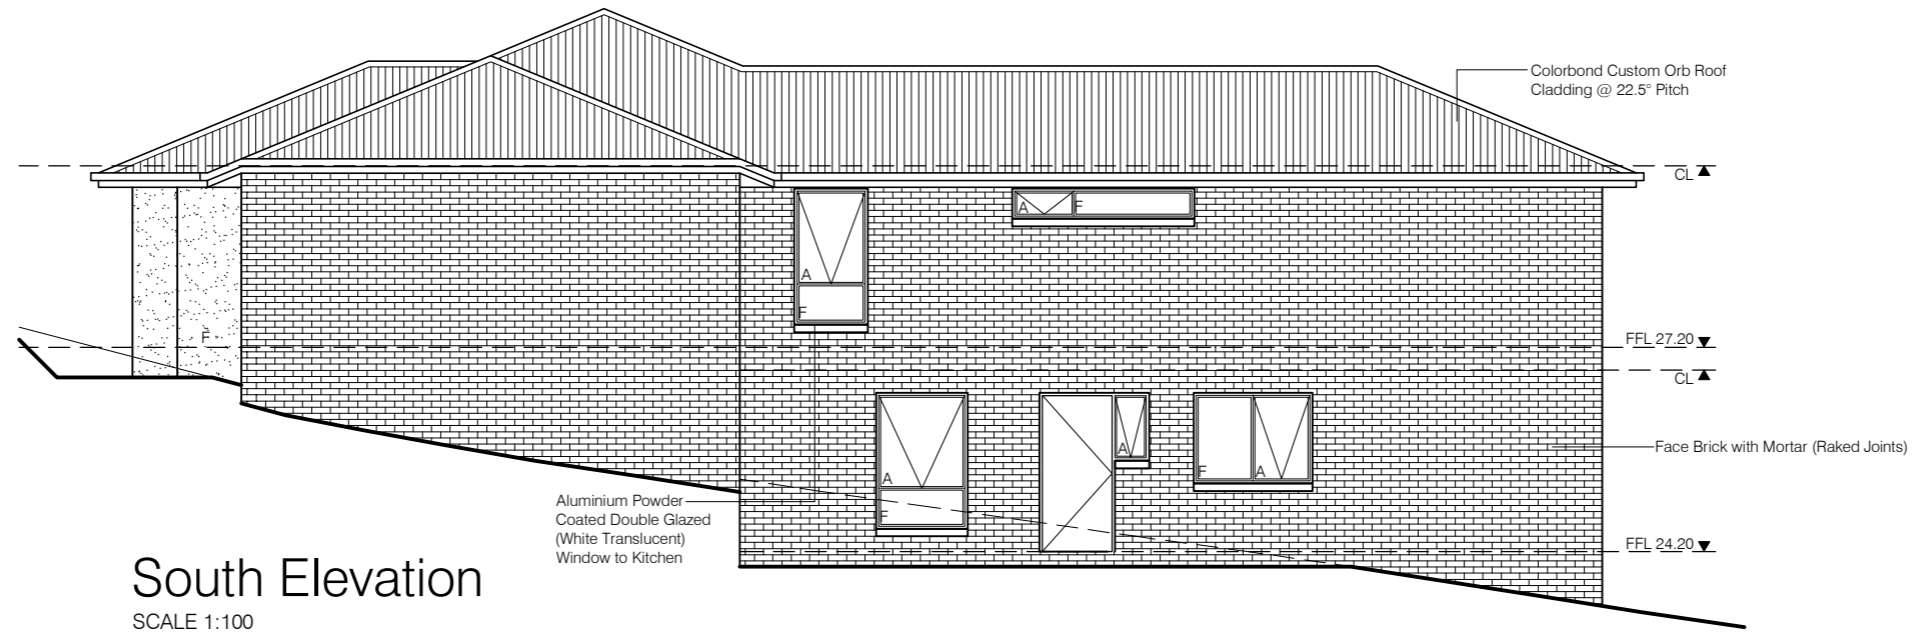 Colorbond Custom Orb Roof
Cladding @ 22.5° Pitch
CL
A
F
A
F
F
FFL 27.20
CL
A
F
A
F
A
Face Brick with Mortar (Raked Joints)
Aluminium Powder
Coated Double Glazed
(White Translucent)
Window to Kitchen
FFL 24.20
South Elevation
SCALE 1:100